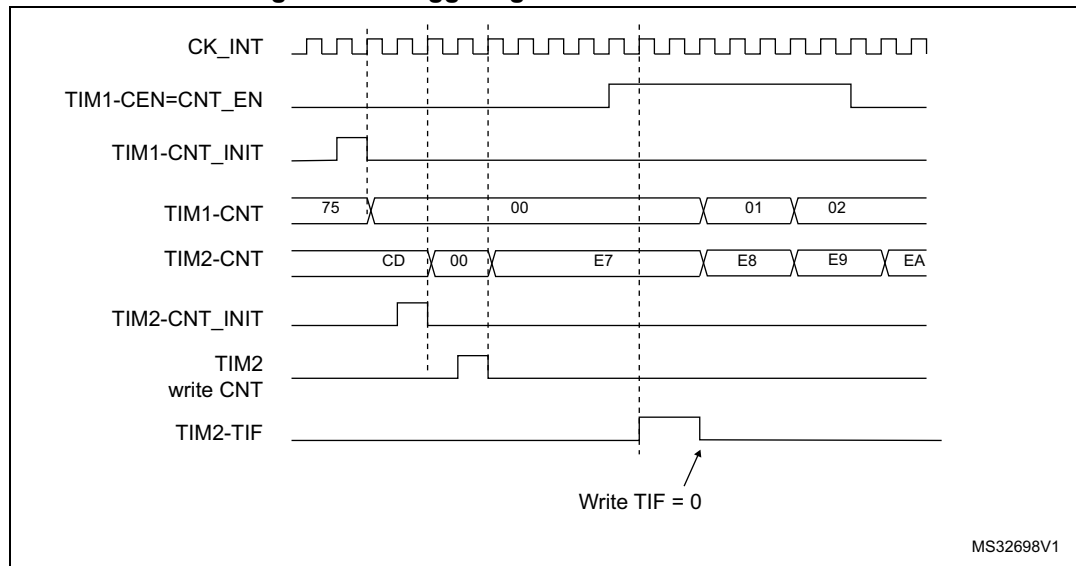 CK_INT
TIM1-CEN=CNT_EN
TIM1-CNT_INIT
TIM1-CNT 75 00 01 02
TIM2-CNT CD 00 E7 E8 E9 EA
TIM2-CNT_INIT
TIM2
write CNT
TIM2-TIF
Write TIF = 0
MS32698V1